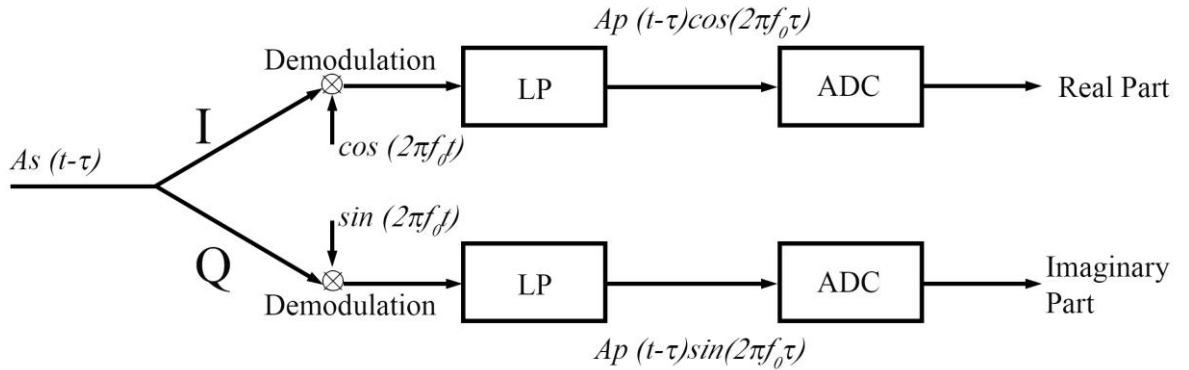 Ap (t-τ)cos(2πf₀τ)
Demodulation
LP
ADC
Real Part
I
cos (2πf₀t)
As (t-τ)
sin (2πf₀t)
Q
LP
ADC
Imaginary
Part
Demodulation
Ap (t-τ)sin(2πf₀τ)